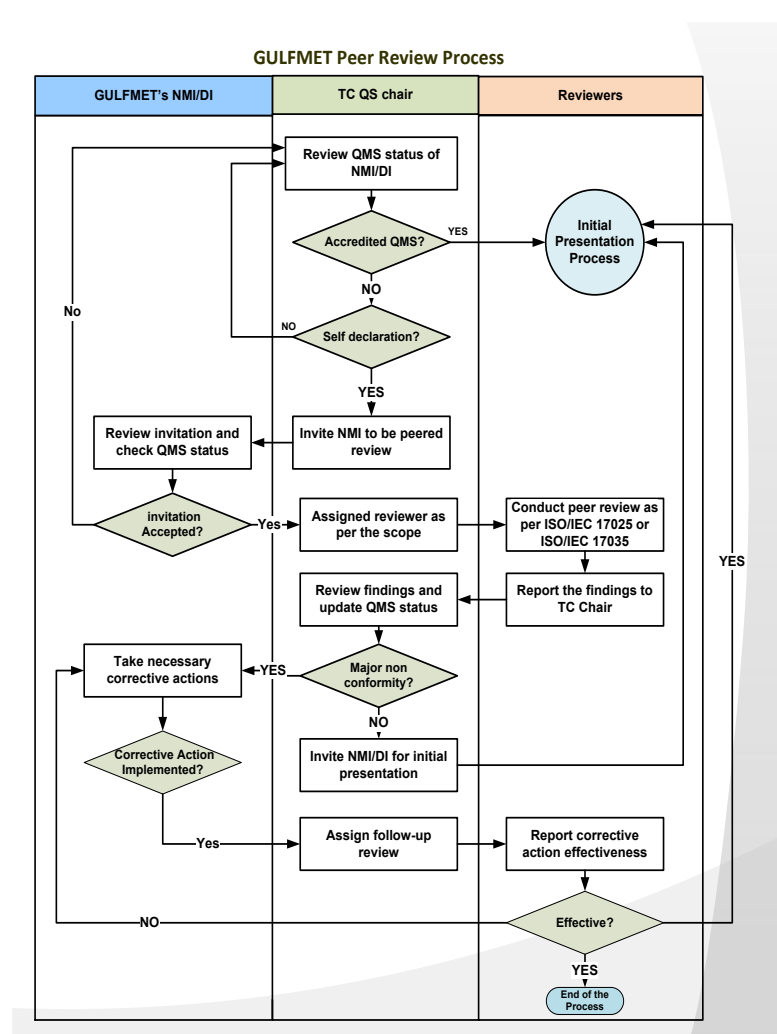 GULFMET Peer Review Process
GULFMET's NMI/DI
TC QS chair
Reviewers
Review QMS status of
NMI/DI
Accredited QMS?
YES
Initial
Presentation
Process
NO
No
Self declaration?
NO
YES
Review invitation and
check QMS status
Invite NMI to be peered
review
invitation
Accepted?
Yes
Assigned reviewer as
per the scope
Conduct peer review as
per ISO/IEC 17025 or
ISO/IEC 17035
YES
Review findings and
update QMS status
Report the findings to
TC Chair
Take necessary
corrective actions
YES
Major non
conformity?
NO
Corrective Action
Implemented?
Invite NMI/DI for initial
presentation
Yes
Assign follow-up
review
Report corrective
action effectiveness
NO
Effective?
YES
End of the
Process